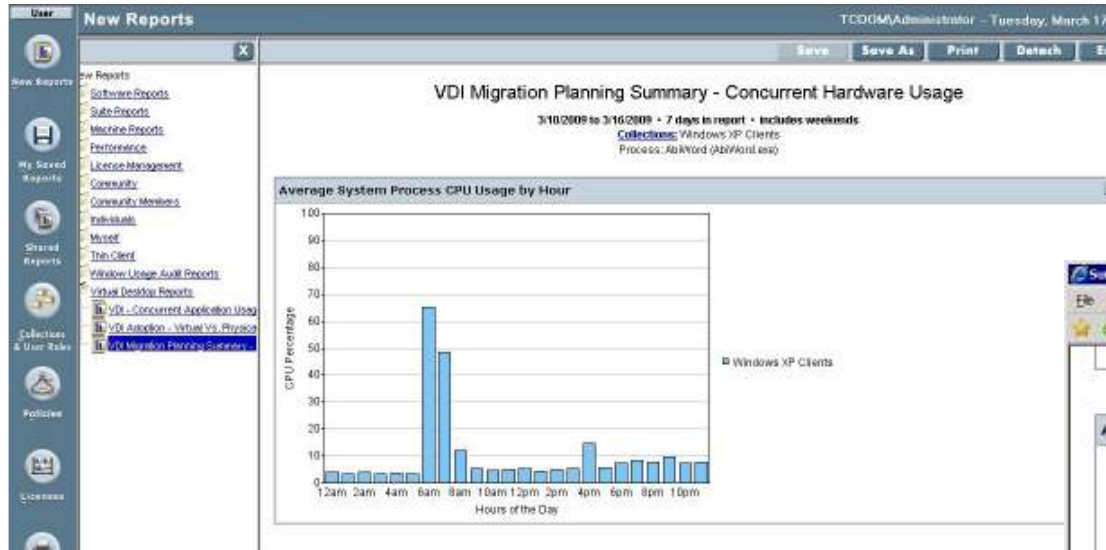 User
New Reports
TCDOM\Administrator - Tuesday, March 17
X
Save
Save As
Print
Detach
New Reports
My Saved
Reports
Shared
Reports
Collections
& User Roles
Policies
Licenses
ew Reports
Software Reports
Suite Reports
Machine Reports
Performance
License Management
Community
Community Members
Individuals
Myself
Thin Client
Window Usage Audit Reports
Virtual Desktop Reports
VDI - Concurrent Application Usag
VDI Adoption - Virtual Vs. Physica
VDI Migration Planning Summary -
VDI Migration Planning Summary - Concurrent Hardware Usage
3/10/2009 to 3/16/2009 • 7 days in report • includes weekends
Collections: Windows XP Clients
Process: AbiWord (AbiWord.exe)
Average System Process CPU Usage by Hour
100
90
80
70
60
50
40
30
20
10
0
CPU Percentage
12am 2am 4am 6am 8am 10am 12pm 2pm 4pm 6pm 8pm 10pm
Hours of the Day
Windows XP Clients
File